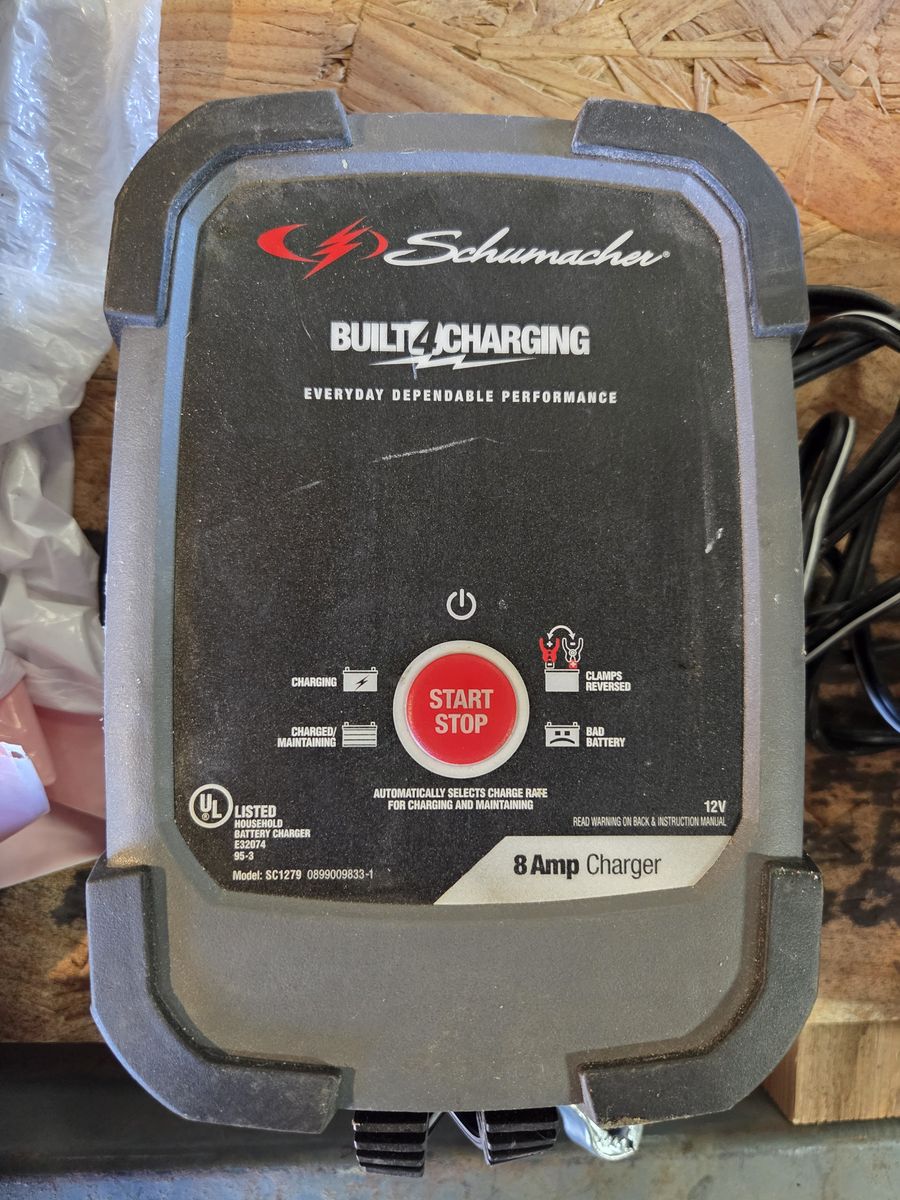 Schumacher®
BUILT4CHARGING
EVERYDAY DEPENDABLE PERFORMANCE
CHARGING
CHARGED/
MAINTAINING
START
STOP
CLAMPS
REVERSED
BAD
BATTERY
AUTOMATICALLY SELECTS CHARGE RATE
FOR CHARGING AND MAINTAINING
UL®
LISTED
HOUSEHOLD
BATTERY CHARGER
E32074
95-3
Model: SC1279 0899009833-1
12V
READ WARNING ON BACK & INSTRUCTION MANUAL
8 Amp Charger